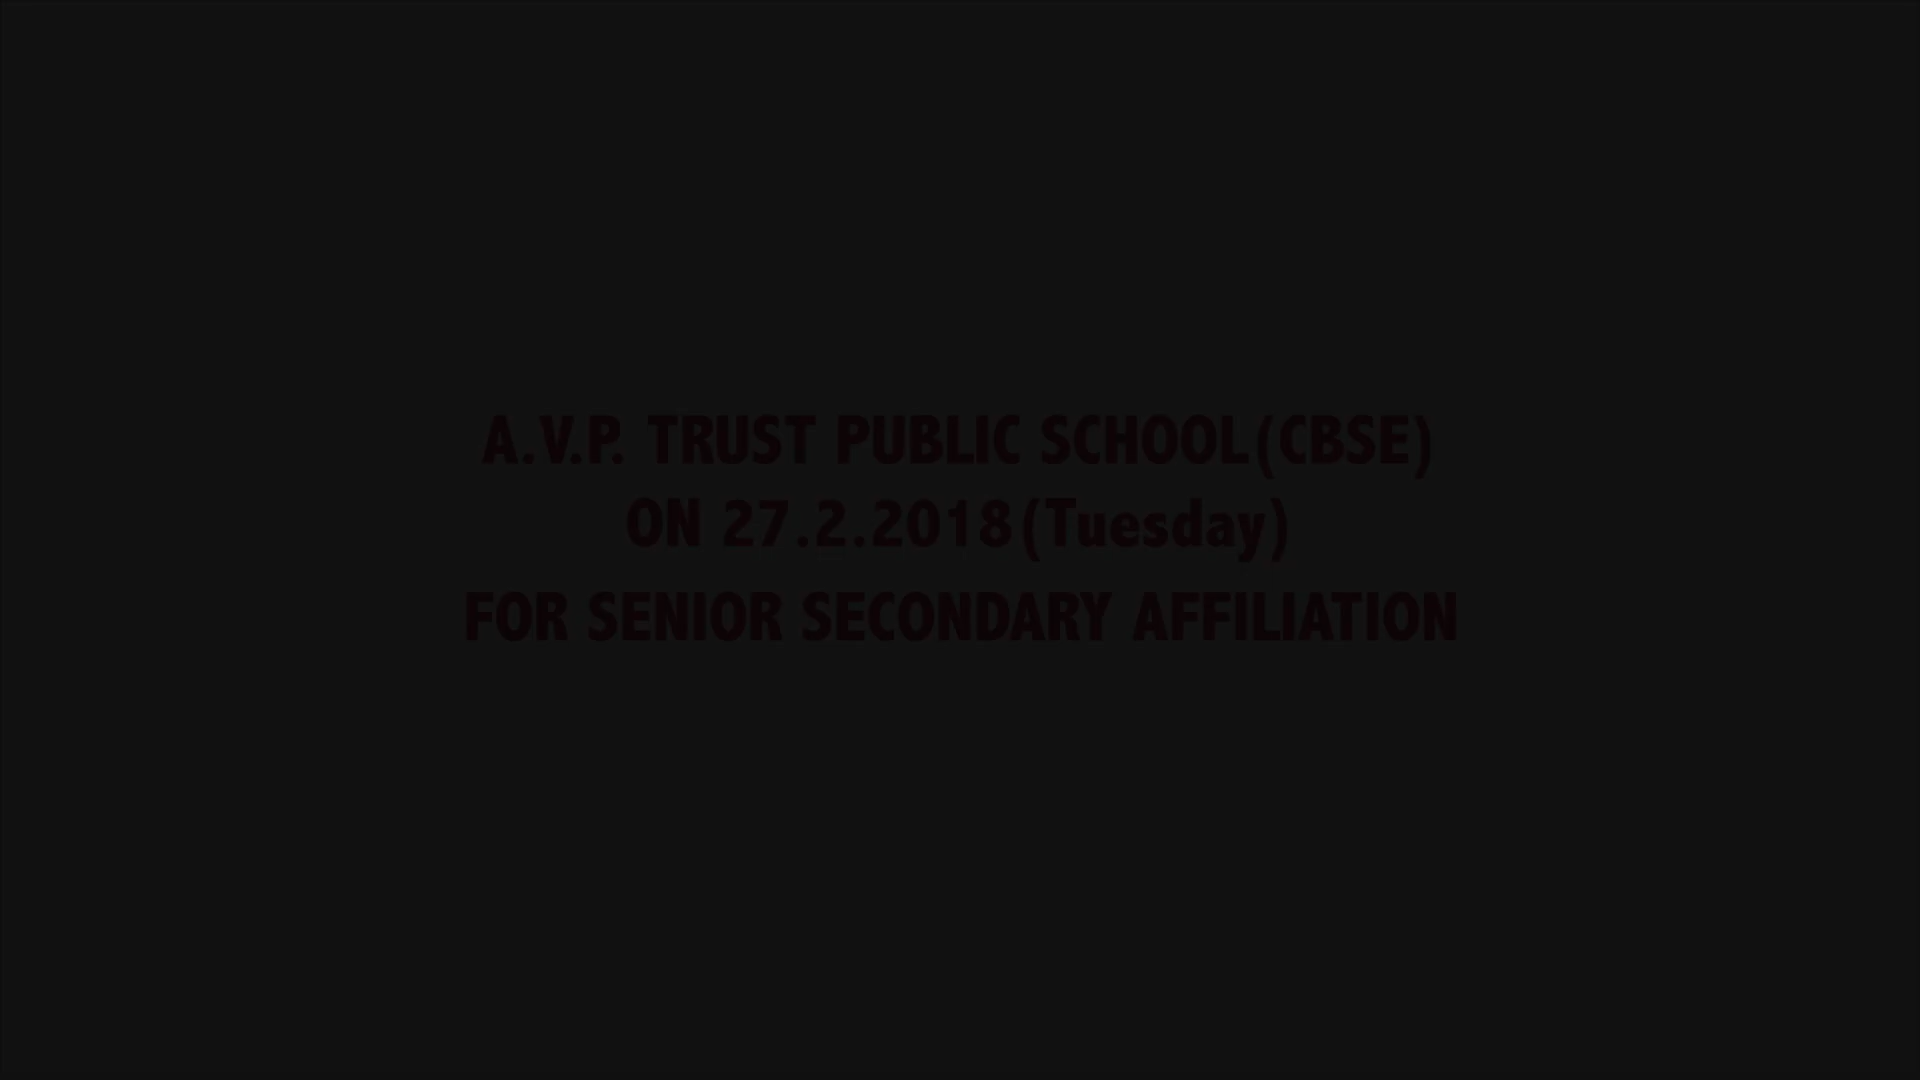 A.V.P. TRUST PUBLIC SCHOOL(CBSE)
ON 27.2.2018(Tuesday)
FOR SENIOR SECONDARY AFFILIATION